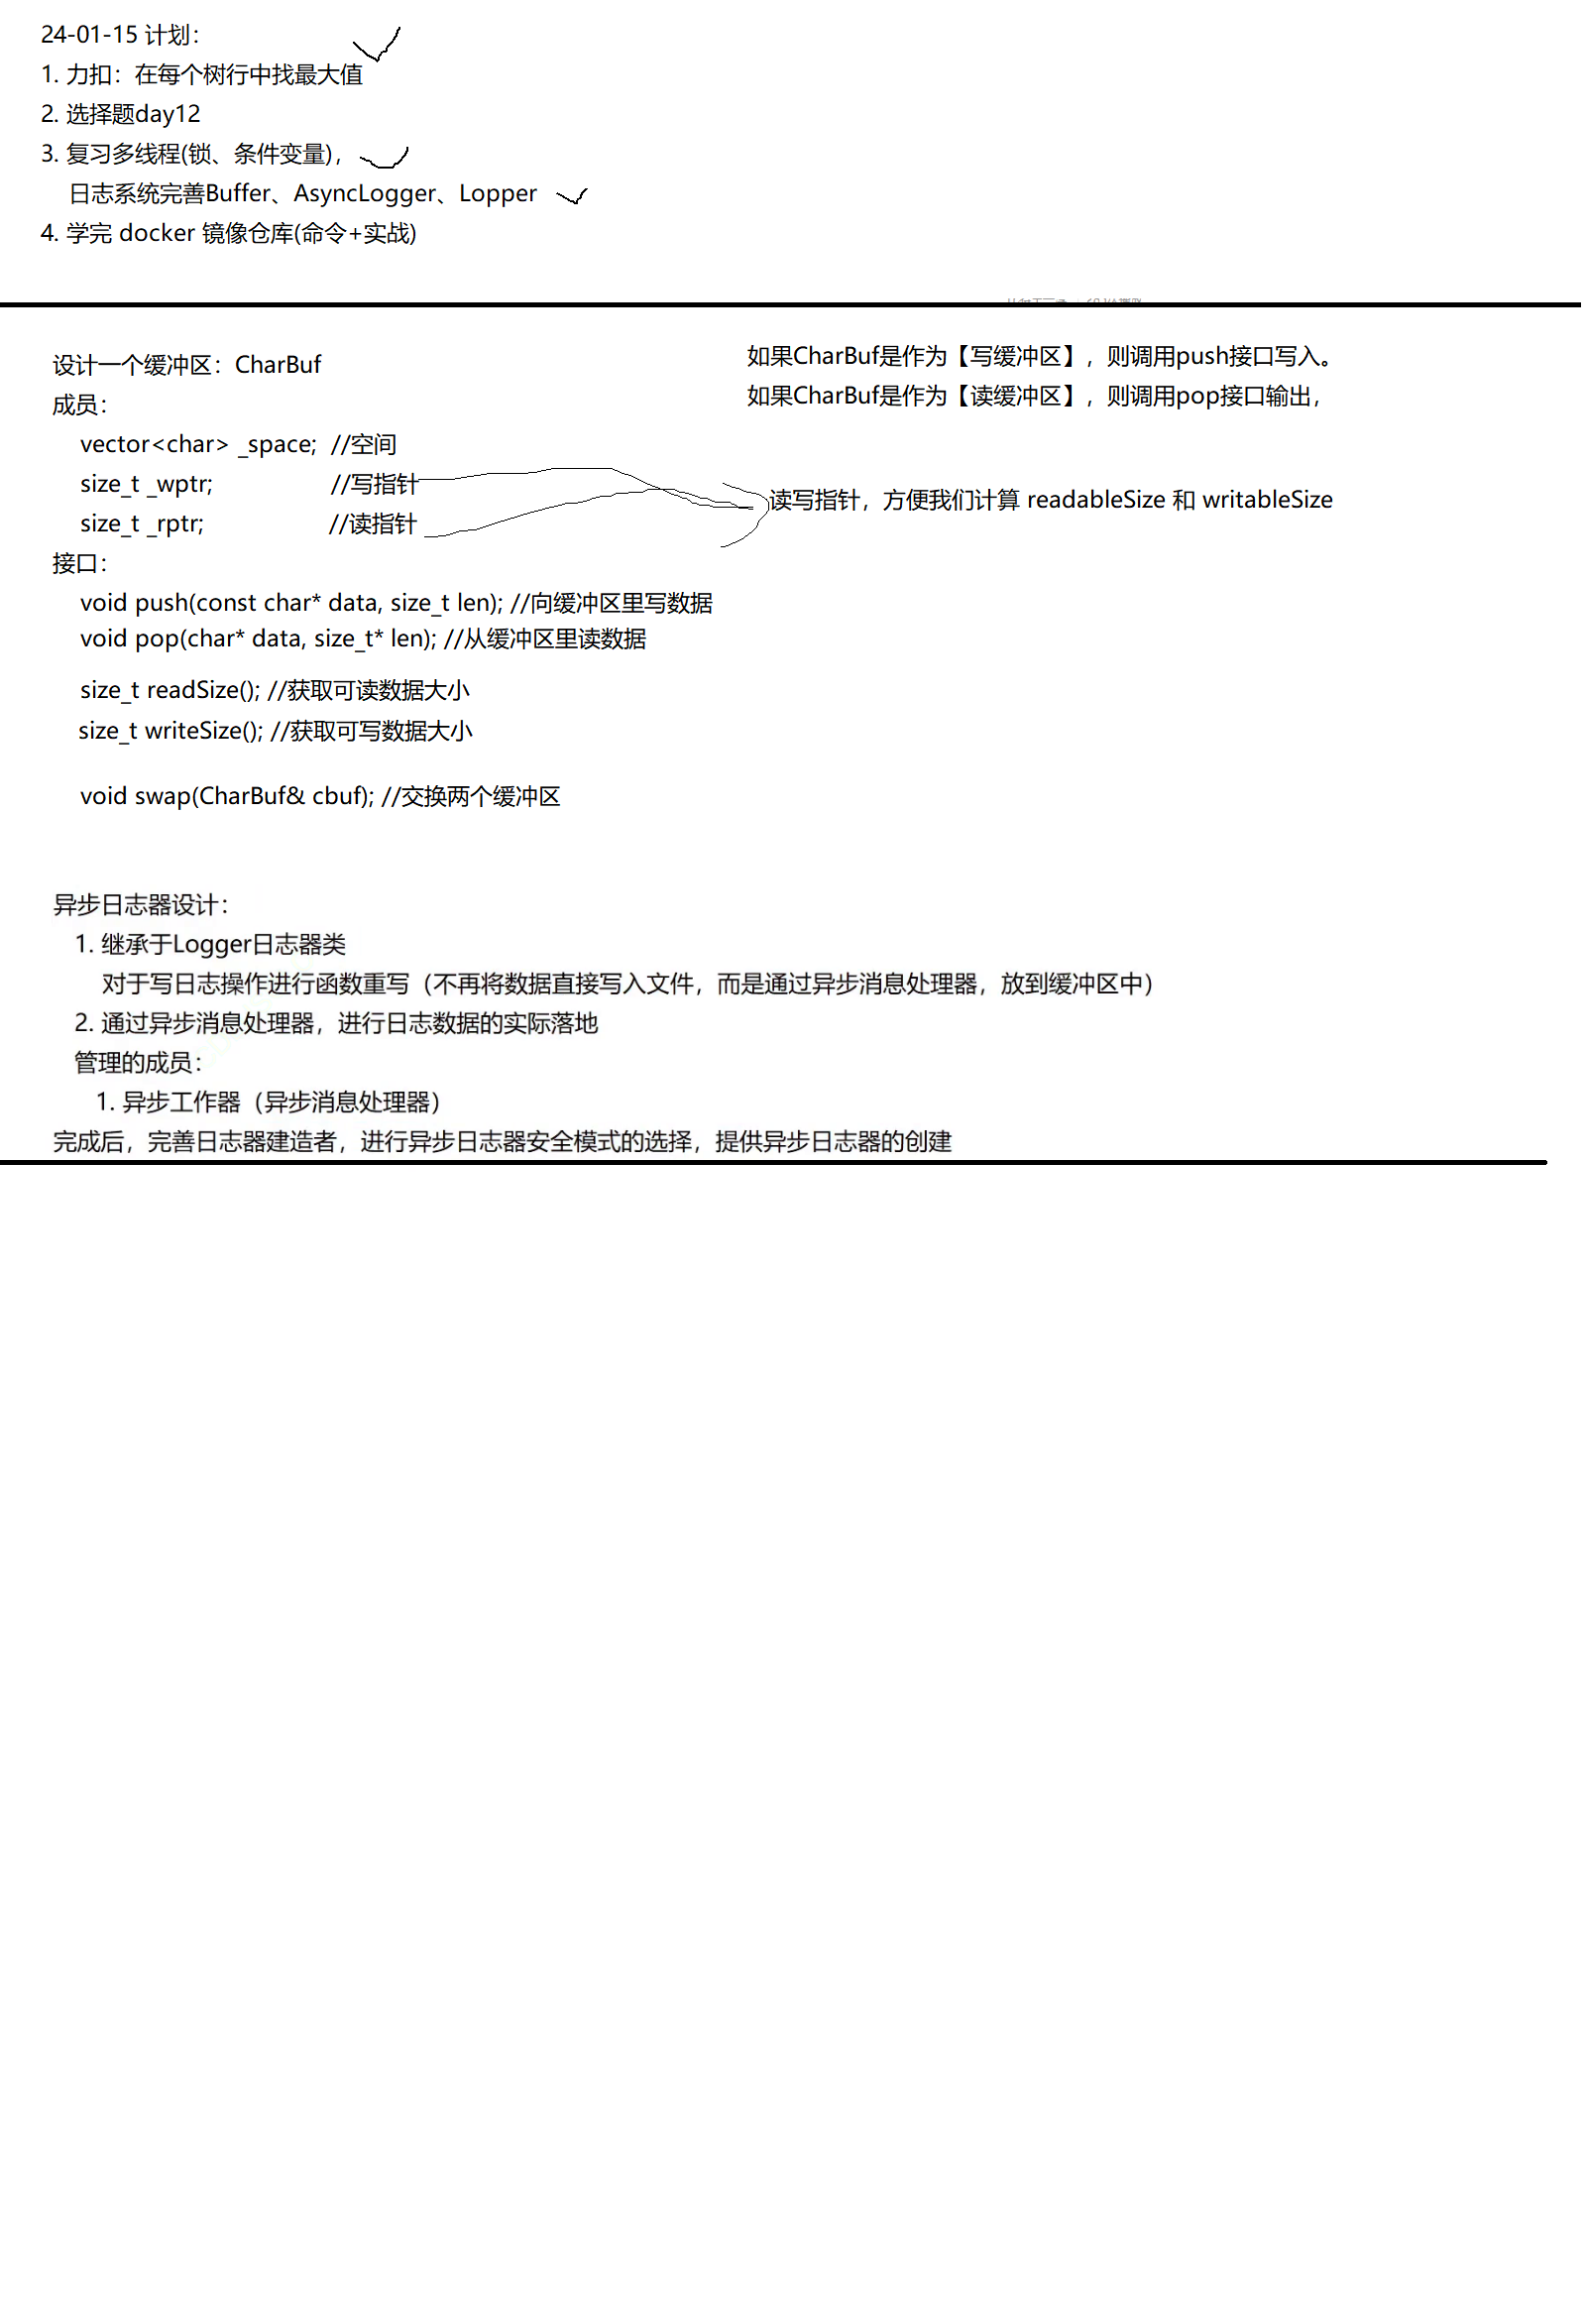 24-01-15 计划：
1. 力扣：在每个树行中找最大值
2. 选择题day12
3. 复习多线程(锁、条件变量)，
日志系统完善Buffer、AsyncLogger、Lopper
4. 学完 docker 镜像仓库(命令+实战)
设计一个缓冲区：CharBuf
成员：
vector<char> _space; //空间
size_t _wptr; //写指针
size_t _rptr; //读指针
接口：
void push(const char* data, size_t len); //向缓冲区里写数据
void pop(char* data, size_t* len); //从缓冲区里读数据
size_t readSize(); //获取可读数据大小
size_t writeSize(); //获取可写数据大小
void swap(CharBuf& cbuf); //交换两个缓冲区
如果CharBuf是作为【写缓冲区】，则调用push接口写入。
如果CharBuf是作为【读缓冲区】，则调用pop接口输出，
读写指针，方便我们计算 readableSize 和 writableSize
异步日志器设计：
1. 继承于Logger日志器类
对于写日志操作进行函数重写（不再将数据直接写入文件，而是通过异步消息处理器，放到缓冲区中）
2. 通过异步消息处理器，进行日志数据的实际落地
管理的成员：
1. 异步工作器（异步消息处理器）
完成后，完善日志器建造者，进行异步日志器安全模式的选择，提供异步日志器的创建